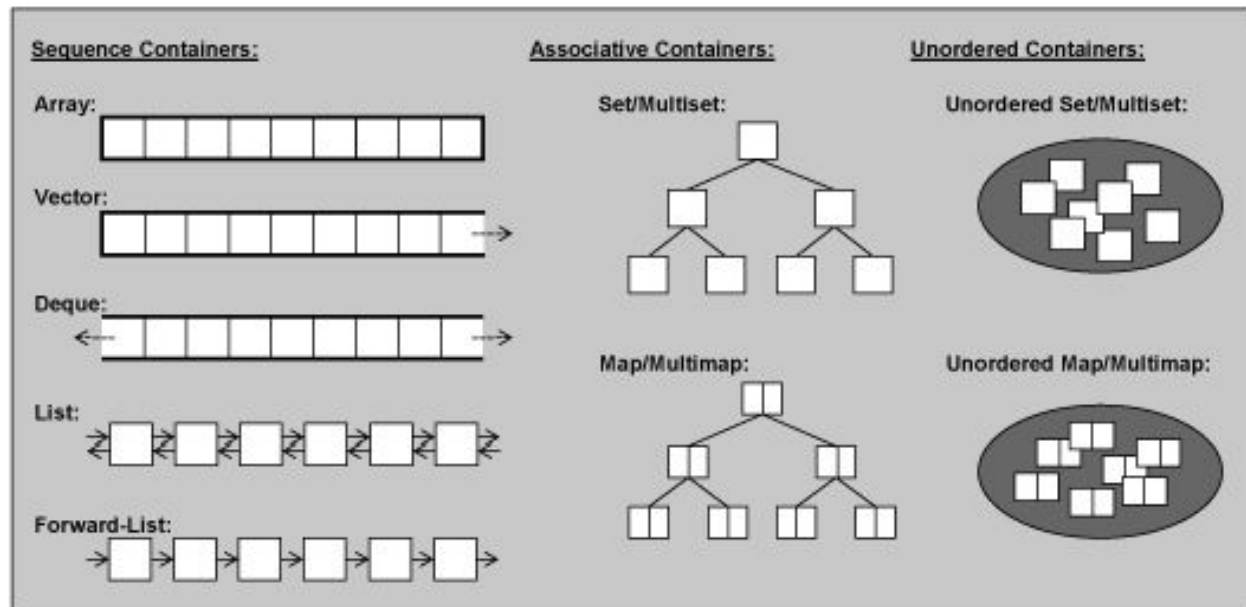 Sequence Containers:
Array:
Vector:
Deque:
List:
Forward-List:
Associative Containers:
Set/Multiset:
Map/Multimap:
Unordered Containers:
Unordered Set/Multiset:
Unordered Map/Multimap: